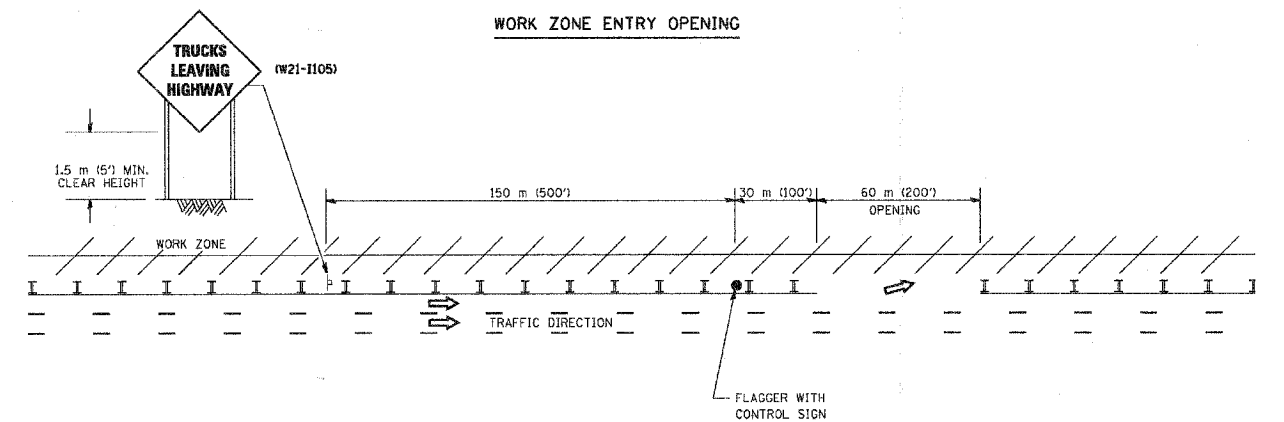 WORK ZONE ENTRY OPENING
TRUCKS
LEAVING
HIGHWAY
(W21-I105)
1.5 m (5') MIN.
CLEAR HEIGHT
150 m (500')
30 m (100')
60 m (200')
OPENING
WORK ZONE
TRAFFIC DIRECTION
FLAGGER WITH
CONTROL SIGN